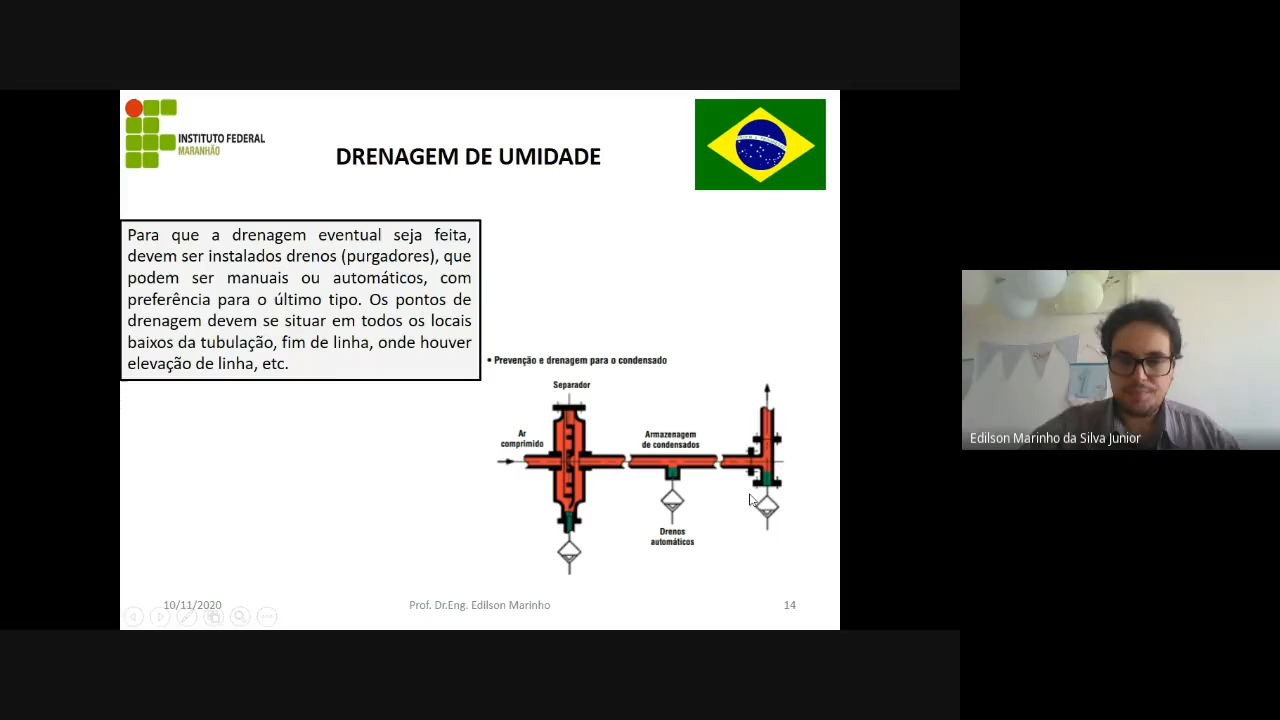 INSTITUTO FEDERAL
MARANHÃO
DRENAGEM DE UMIDADE
Para que a drenagem eventual seja feita,
devem ser instalados drenos (purgadores), que
podem ser manuais ou automáticos, com
preferência para o último tipo. Os pontos de
drenagem devem se situar em todos os locais
baixos da tubulação, fim de linha, onde houver
elevação de linha, etc.
• Prevenção e drenagem para o condensado
Separador
Ar
comprimido
Armazenagem
de condensados
Drenos
automáticos
10/11/2020
Prof. Dr.Eng. Edilson Marinho
14
Edilson Marinho da Silva Junior